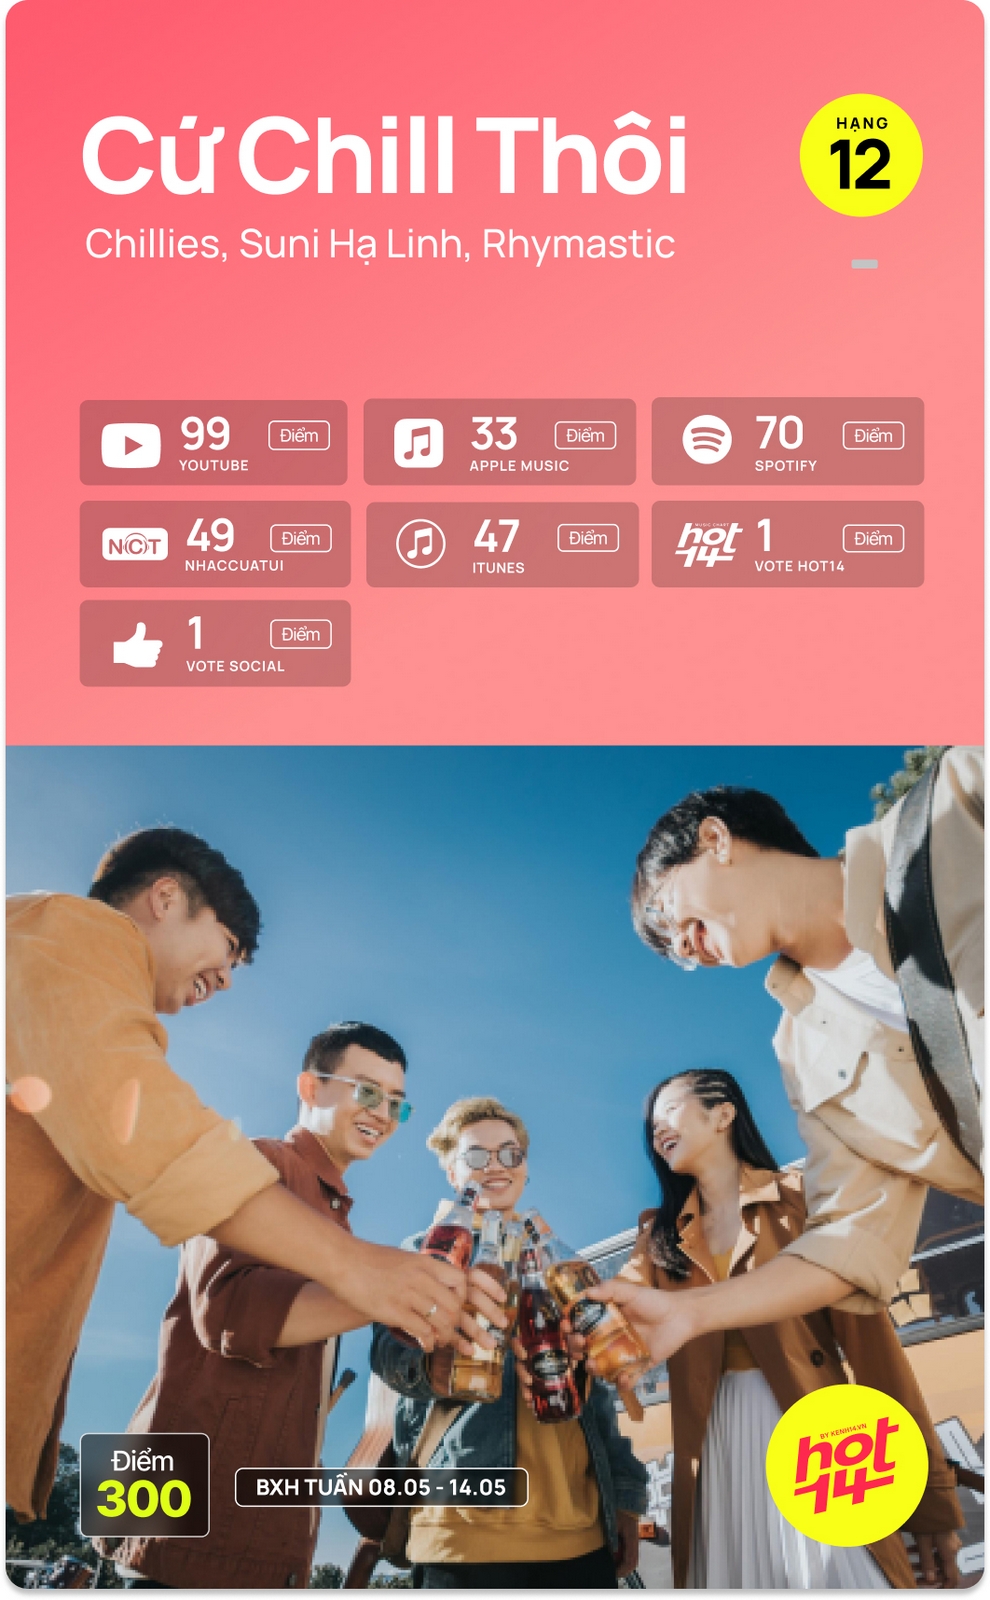 Cứ Chill Thôi
HẠNG
12
Chillies, Suni Hạ Linh, Rhymastic
99
Điểm
YOUTUBE
33
Điểm
APPLE MUSIC
70
Điểm
SPOTIFY
NCT
49
Điểm
NHACCUATUI
47
Điểm
ITUNES
MUSIC CHART
hot
14
1
Điểm
VOTE HOT14
1
Điểm
VOTE SOCIAL
Điểm
300
BXH TUẦN 08.05 - 14.05
BY KENH14.VN
hot
14